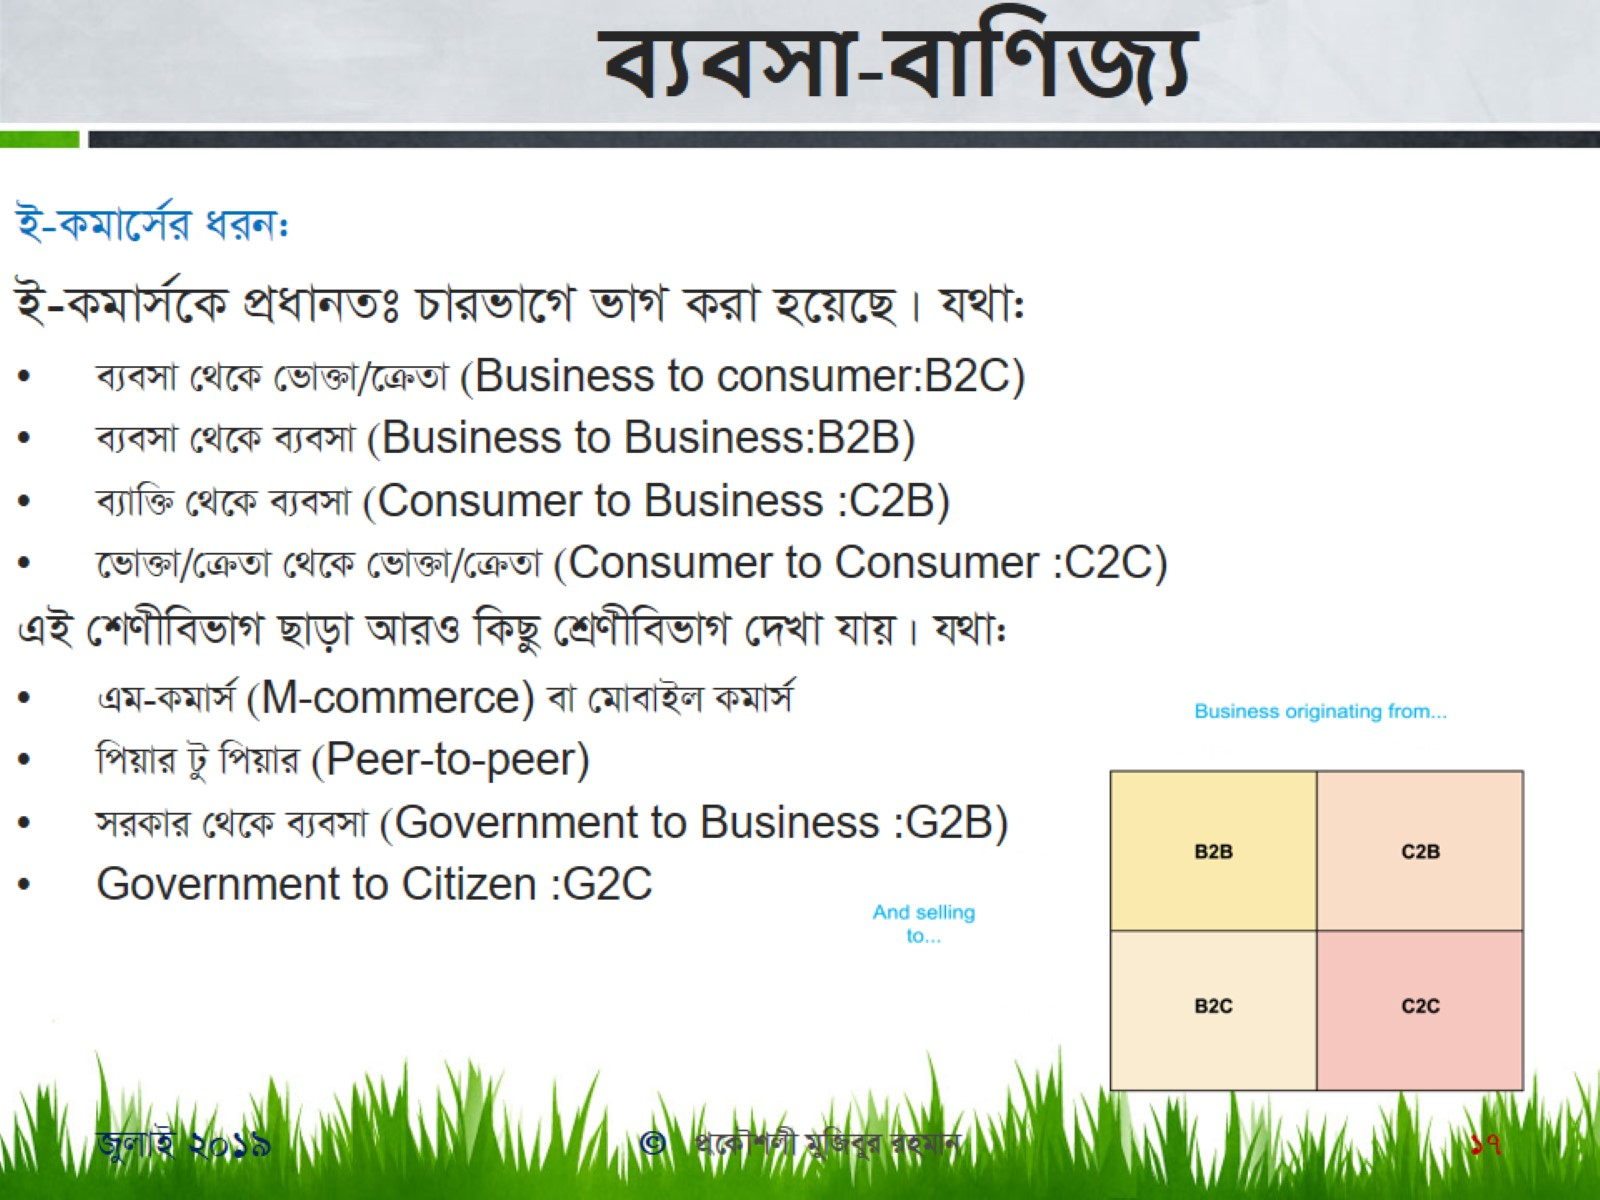 ব্যবসা-বাণিজ্য
ই-কমার্সের ধরন:
ই-কমার্সকে প্রধানতঃ চারভাগে ভাগ করা হয়েছে। যথা:
• ব্যবসা থেকে ভোক্তা/ক্রেতা (Business to consumer:B2C)
• ব্যবসা থেকে ব্যবসা (Business to Business:B2B)
• ব্যাক্তি থেকে ব্যবসা (Consumer to Business :C2B)
• ভোক্তা/ক্রেতা থেকে ভোক্তা/ক্রেতা (Consumer to Consumer :C2C)
এই শেণীবিভাগ ছাড়া আরও কিছু শ্রেণীবিভাগ দেখা যায়। যথা:
• এম-কমার্স (M-commerce) বা মোবাইল কমার্স
• পিয়ার টু পিয়ার (Peer-to-peer)
• সরকার থেকে ব্যবসা (Government to Business :G2B)
• Government to Citizen :G2C
Business originating from...
And selling
to...
B2B C2B
B2C C2C
জুলাই ২০১৯ © প্রকৌশলী মুজিবুর রহমান ১৭